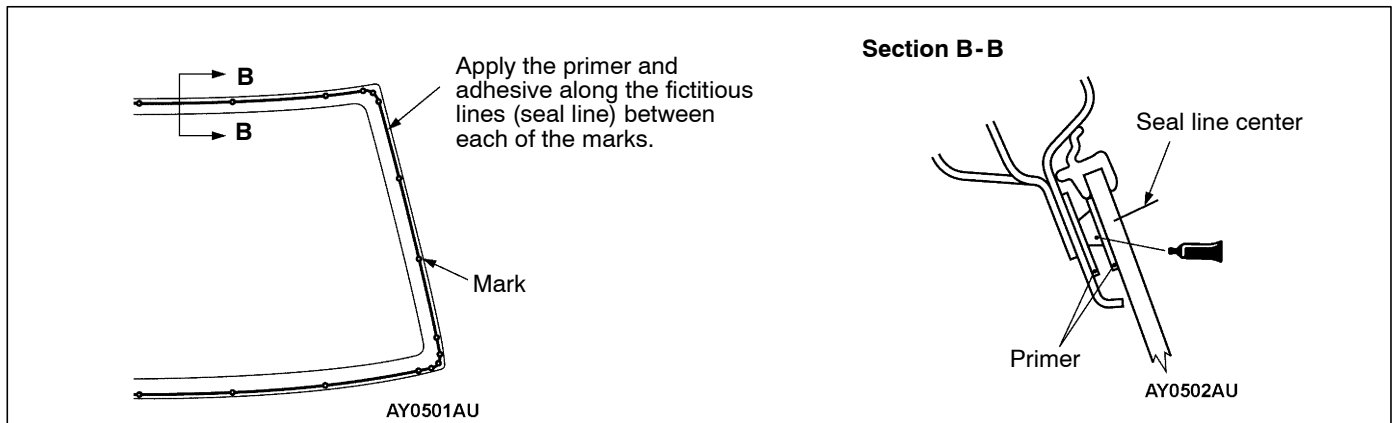 B
B
Apply the primer and
adhesive along the fictitious
lines (seal line) between
each of the marks.
Mark
AY0501AU
Section B-B
Seal line center
Primer
AY0502AU